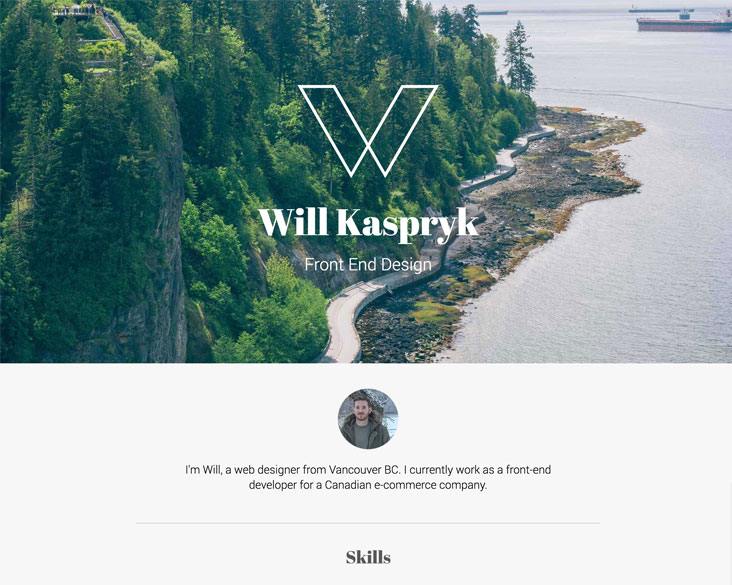 Will Kaspryk
Front End Design
I'm Will, a web designer from Vancouver BC. I currently work as a front-end
developer for a Canadian e-commerce company.
Skills